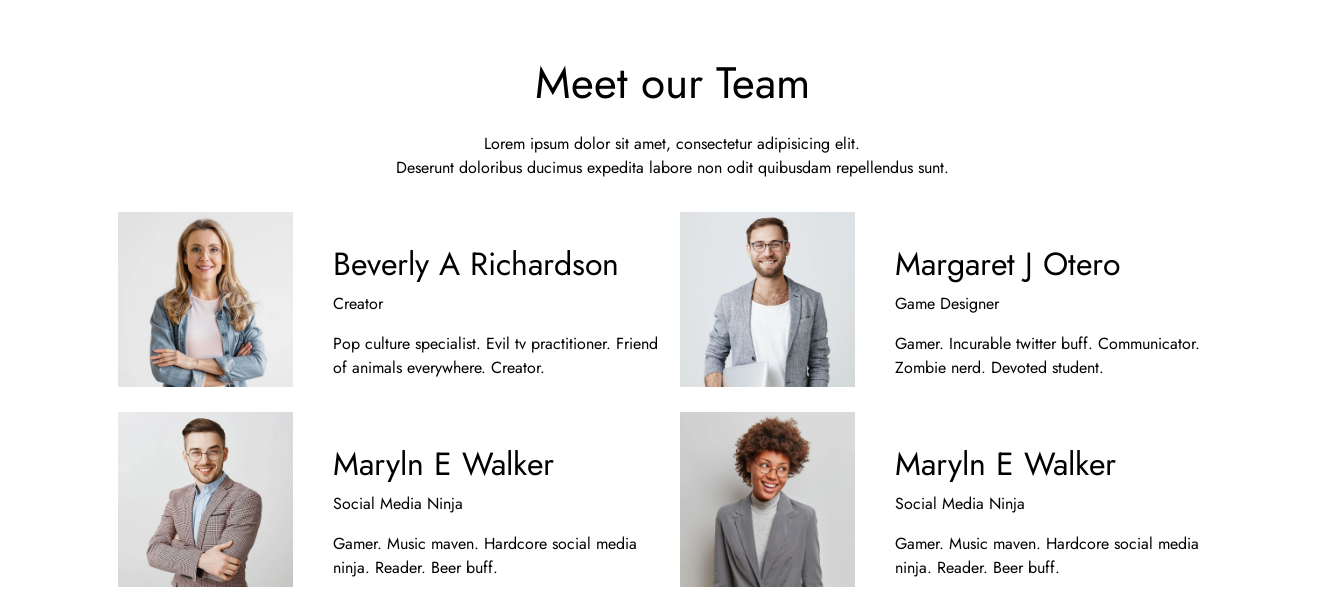 Meet our Team
Lorem ipsum dolor sit amet, consectetur adipisicing elit.
Deserunt doloribus ducimus expedita labore non odit quibusdam repellendus sunt.
Beverly A Richardson
Creator
Pop culture specialist. Evil tv practitioner. Friend
of animals everywhere. Creator.
Margaret J Otero
Game Designer
Gamer. Incurable twitter buff. Communicator.
Zombie nerd. Devoted student.
Maryln E Walker
Social Media Ninja
Gamer. Music maven. Hardcore social media
ninja. Reader. Beer buff.
Maryln E Walker
Social Media Ninja
Gamer. Music maven. Hardcore social media
ninja. Reader. Beer buff.